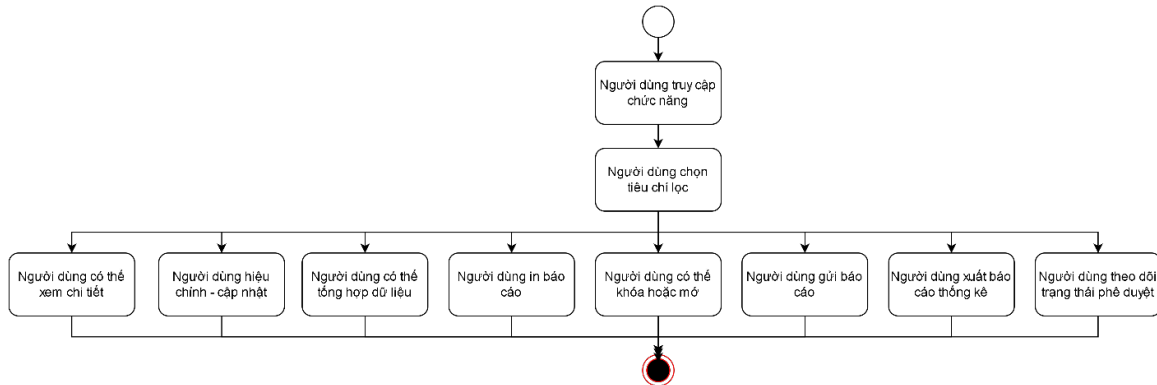 Người dùng truy cập
chức năng
Người dùng chọn
tiêu chí lọc
Người dùng có thể
xem chi tiết
Người dùng hiệu
chỉnh - cập nhật
Người dùng có thể
tổng hợp dữ liệu
Người dùng in báo
cáo
Người dùng có thể
khóa hoặc mở
Người dùng gửi báo
cáo
Người dùng xuất báo
cáo thống kê
Người dùng theo dõi
trạng thái phê duyệt